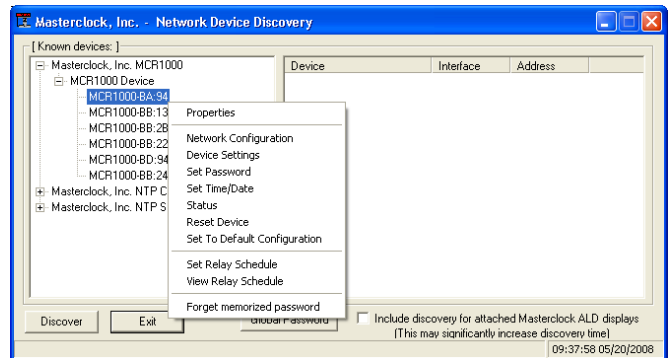 Masterclock, Inc. - Network Device Discovery
[ Known devices: ]
Masterclock, Inc. MCR1000
MCR1000 Device
MCR1000-BA:94
MCR1000-BB:13
MCR1000-BB:2B
MCR1000-BB:22
MCR1000-BD:94
MCR1000-BB:24
Masterclock, Inc. NTP C
Masterclock, Inc. NTP S
Device Interface Address
Properties
Network Configuration
Device Settings
Set Password
Set Time/Date
Status
Reset Device
Set To Default Configuration
Set Relay Schedule
View Relay Schedule
Forget memorized password
Discover Exit Global Password
Include discovery for attached Masterclock ALD displays
(This may significantly increase discovery time)
09:37:58 05/20/2008